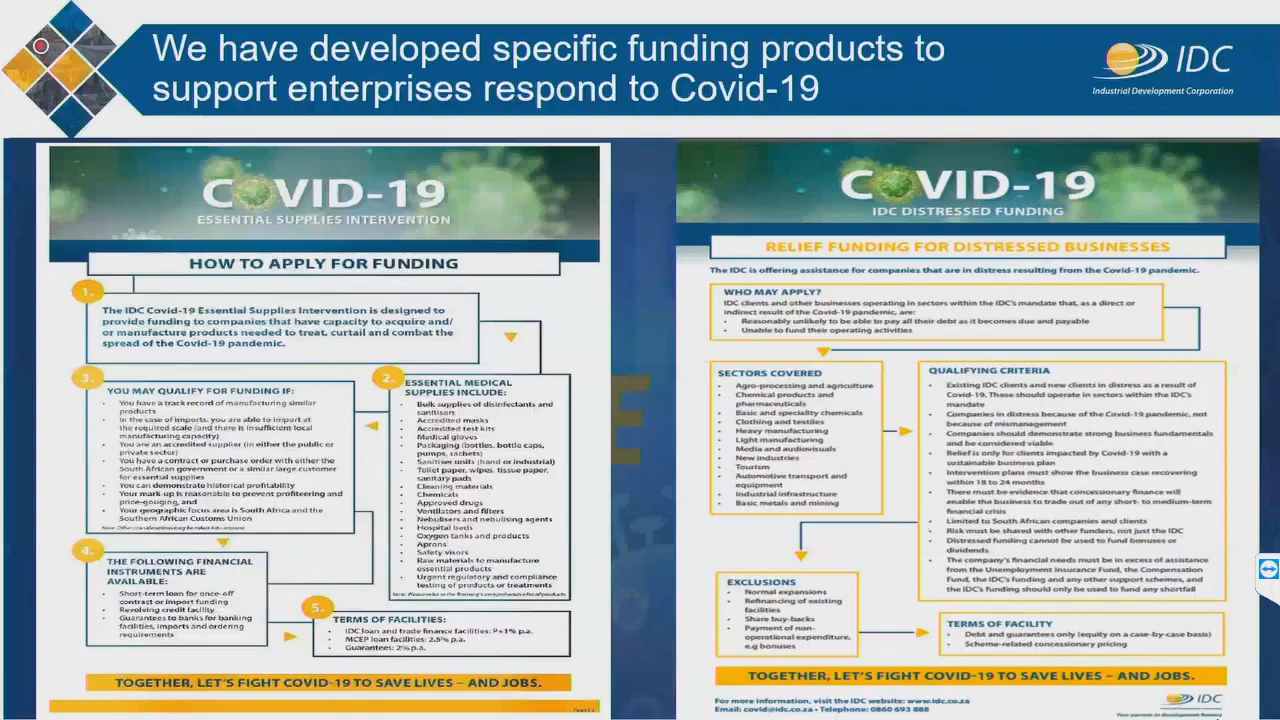 We have developed specific funding products to
support enterprises respond to Covid-19
IDC
Industrial Development Corporation
COVID-19
ESSENTIAL SUPPLIES INTERVENTION
HOW TO APPLY FOR FUNDING
1.
The IDC Covid-19 Essential Supplies Intervention is designed to
provide funding to companies that have capacity to acquire and/
or manufacture products needed to treat, curtail and combat the
spread of the Covid-19 pandemic.
3.
YOU MAY QUALIFY FOR FUNDING IF:
• You have a track record of manufacturing similar
products
• In the case of imports, you are able to import at
the required scale (and there is insufficient local
manufacturing capacity)
• You are an accredited supplier (in either the public or
private sector)
• You have a contract or purchase order with either the
South African government or a similar large customer
for essential supplies
• You can demonstrate historical profitability
• Your mark-up is reasonable to prevent profiteering and
price-gouging, and
• Your geographic focus area is South Africa and the
Southern African Customs Union
2.
ESSENTIAL MEDICAL
SUPPLIES INCLUDE:
• Bulk supplies of disinfectants and
sanitisers
• Accredited masks
• Accredited test kits
• Medical gloves
• Packaging (bottles, bottle caps,
pumps, sachets)
• Sanitiser units (hand or industrial)
• Toilet paper, wipes, tissue paper,
sanitary pads
• Cleaning materials
• Chemicals
• Approved drugs
• Ventilators and filters
• Nebulisers and nebulising agents
• Hospital beds
• Oxygen tanks and products
• Aprons
• Safety visors
• Raw materials to manufacture
essential products
• Urgent regulatory and compliance
testing of products or treatments
4.
THE FOLLOWING FINANCIAL
INSTRUMENTS ARE
AVAILABLE:
• Short-term loan for once-off
contract or import funding
• Revolving credit facility
• Guarantees to banks for banking
facilities, imports and ordering
requirements
5.
TERMS OF FACILITIES:
• IDC loan and trade finance facilities: P+1% p.a.
• MCEP loan facilities: 2.5% p.a.
• Guarantees: 2% p.a.
TOGETHER, LET'S FIGHT COVID-19 TO SAVE LIVES – AND JOBS.
COVID-19
IDC DISTRESSED FUNDING
RELIEF FUNDING FOR DISTRESSED BUSINESSES
The IDC is offering assistance for companies that are in distress resulting from the Covid-19 pandemic.
WHO MAY APPLY?
IDC clients and other businesses operating in sectors within the IDC's mandate that, as a direct or
indirect result of the Covid-19 pandemic, are:
• Reasonably unlikely to be able to pay all their debt as it becomes due and payable
• Unable to fund their operating activities
SECTORS COVERED
• Agro-processing and agriculture
• Chemical products and
pharmaceuticals
• Basic and speciality chemicals
• Clothing and textiles
• Heavy manufacturing
• Light manufacturing
• Media and audiovisuals
• New industries
• Tourism
• Automotive transport and
equipment
• Industrial infrastructure
• Basic metals and mining
QUALIFYING CRITERIA
• Existing IDC clients and new clients in distress as a result of
Covid-19. These should operate in sectors within the IDC's
mandate
• Companies in distress because of the Covid-19 pandemic, not
because of mismanagement
• Companies should demonstrate strong business fundamentals
and be considered viable
• Relief is only for clients impacted by Covid-19 with a
sustainable business plan
• Intervention plans must show the business case recovering
within 18 to 24 months
• There must be evidence that concessionary finance will
enable the business to trade out of any short- to medium-term
financial crisis
• Limited to South African companies and clients
• Risk must be shared with other funders, not just the IDC
• Distressed funding cannot be used to fund bonuses or
dividends
• The company's financial needs must be in excess of assistance
from the Unemployment Insurance Fund, the Compensation
Fund, the IDC's funding and any other support schemes, and
the IDC's funding should only be used to fund any shortfall
EXCLUSIONS
• Normal expansions
• Refinancing of existing
facilities
• Share buy-backs
• Payment of non-
operational expenditure,
e.g bonuses
TERMS OF FACILITY
• Debt and guarantees only (equity on a case-by-case basis)
• Scheme-related concessionary pricing
TOGETHER, LET'S FIGHT COVID-19 TO SAVE LIVES – AND JOBS.
For more information, visit the IDC website: www.idc.co.za
Email: covid@idc.co.za • Telephone: 0860 693 888
IDC
Your partner in development finance